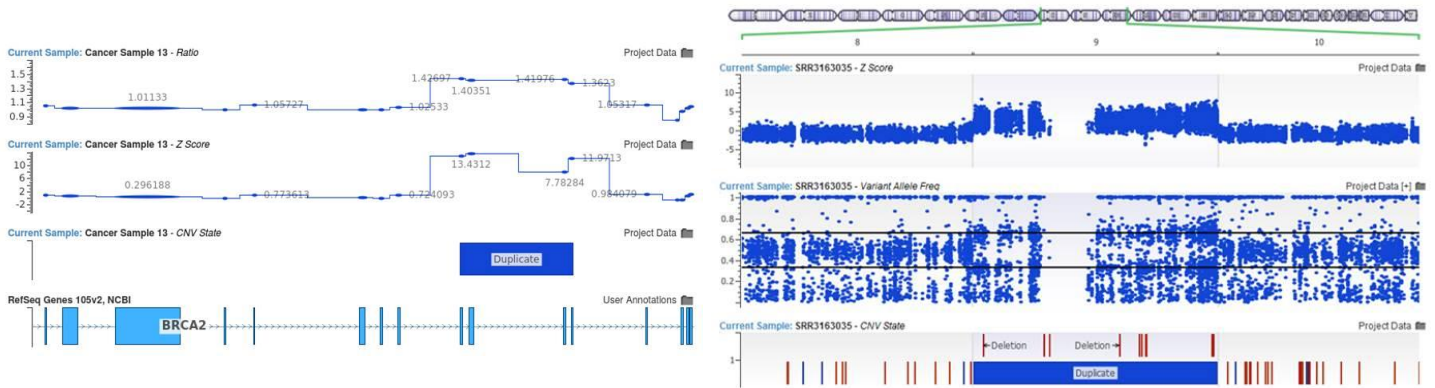 Current Sample: Cancer Sample 13 - Ratio Project Data
1.5
1.3
1.1
0.9
1.01133
1.05727
1.02533
1.42697
1.40351
1.41976
1.3623
1.05317
Current Sample: Cancer Sample 13 - Z Score Project Data
10
6
2
-2
0.296188
0.773613
0.724093
13.4312
7.78284
11.9713
0.984079
Current Sample: Cancer Sample 13 - CNV State Project Data
Duplicate
RefSeq Genes 105v2, NCBI User Annotations
BRCA2
8 9 10
Current Sample: SRR3163035 - Z Score Project Data
10
5
0
-5
Current Sample: SRR3163035 - Variant Allele Freq Project Data [+]
1
0.8
0.6
0.4
0.2
Current Sample: SRR3163035 - CNV State Project Data
Deletion Deletion
1
Duplicate